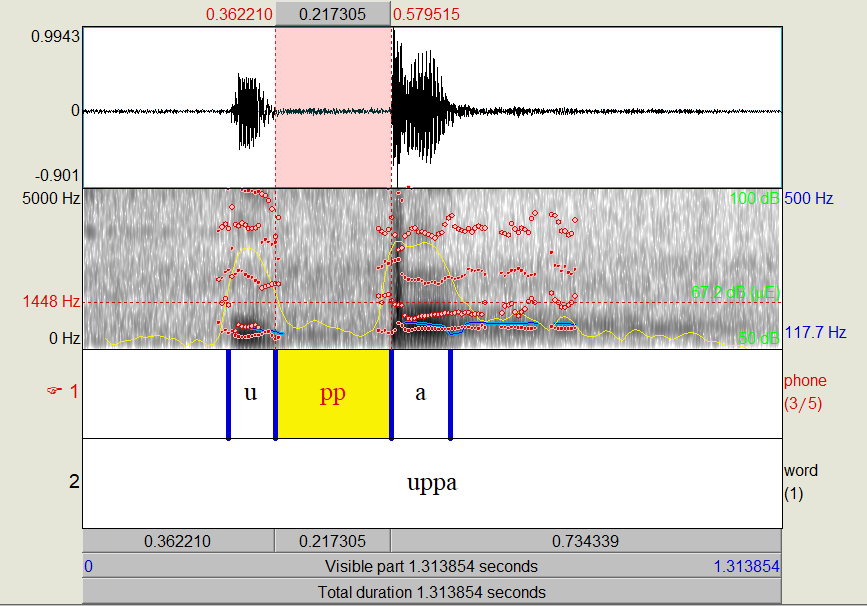 0.362210 0.217305 0.579515
0.9943
0
-0.901
5000 Hz 100 dB 500 Hz
67.2 dB (µE)
1448 Hz
0 Hz 50 dB 117.7 Hz
☞ 1 u pp a phone
(3/5)
2 uppa word
(1)
0.362210 0.217305 0.734339
0 Visible part 1.313854 seconds 1.313854
Total duration 1.313854 seconds